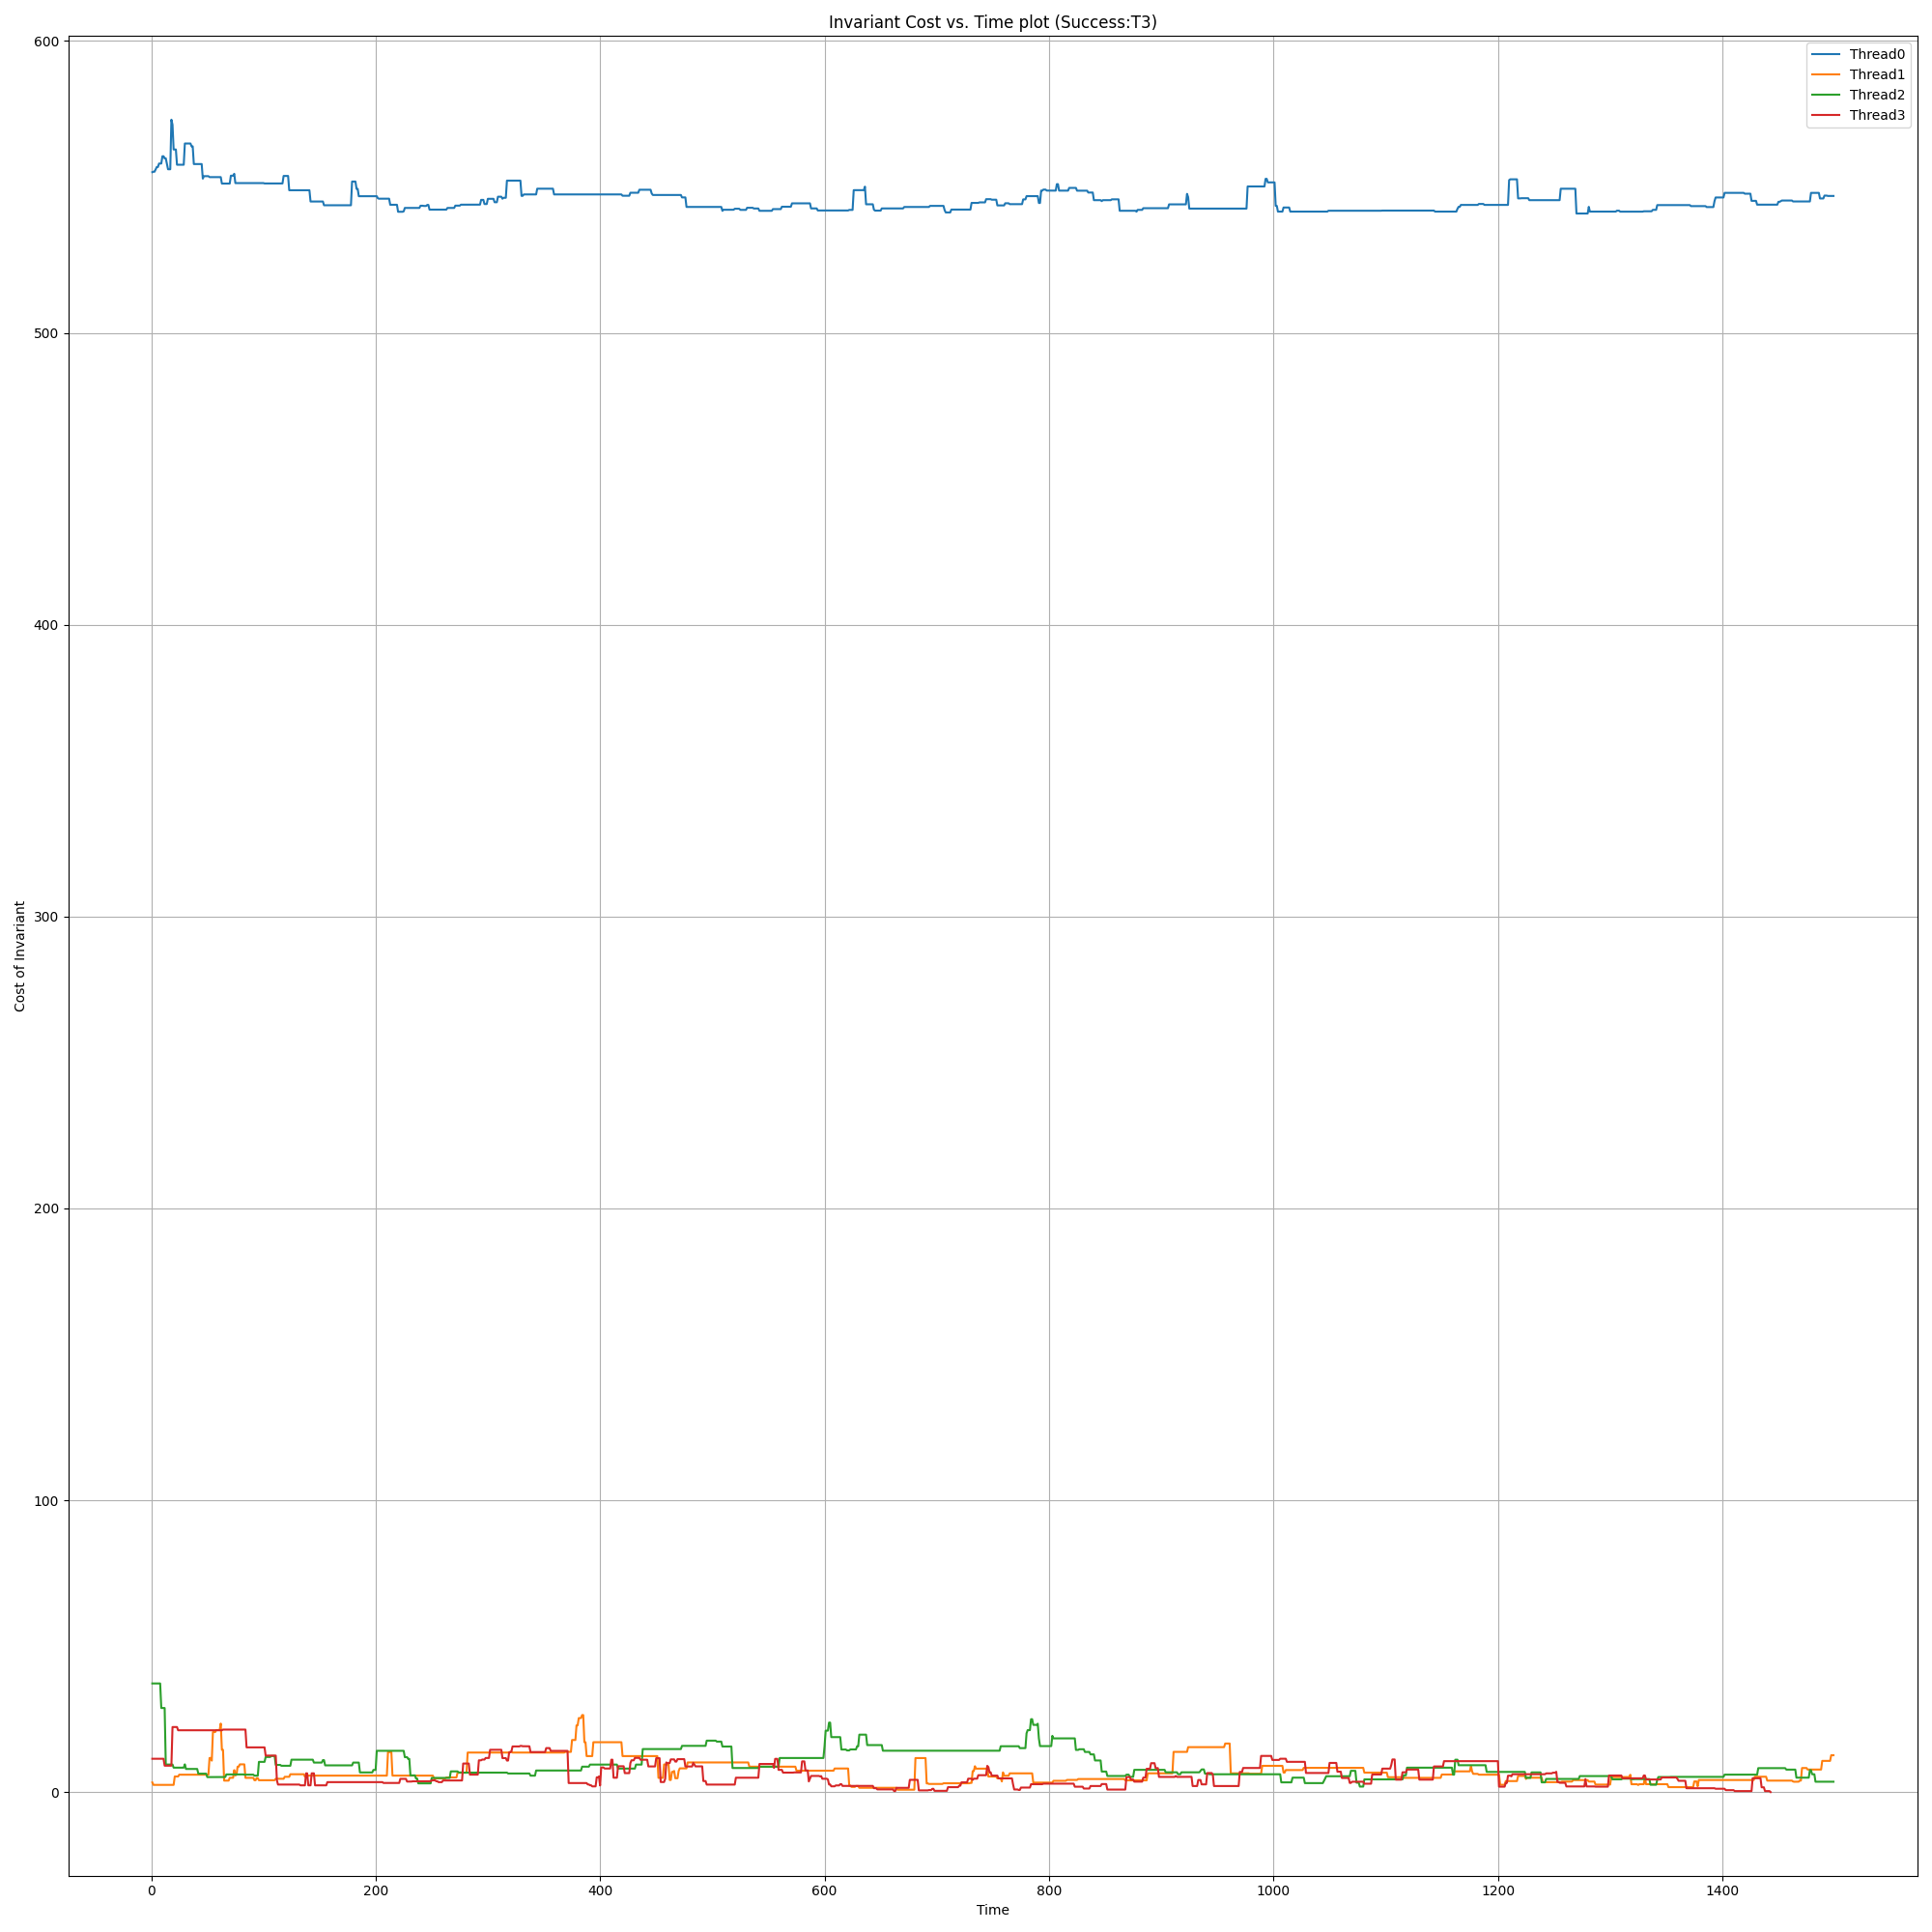 Invariant Cost vs. Time plot (Success:T3)
Thread0
Thread1
Thread2
Thread3
600
500
400
300
200
100
0
Cost of Invariant
0 200 400 600 800 1000 1200 1400
Time